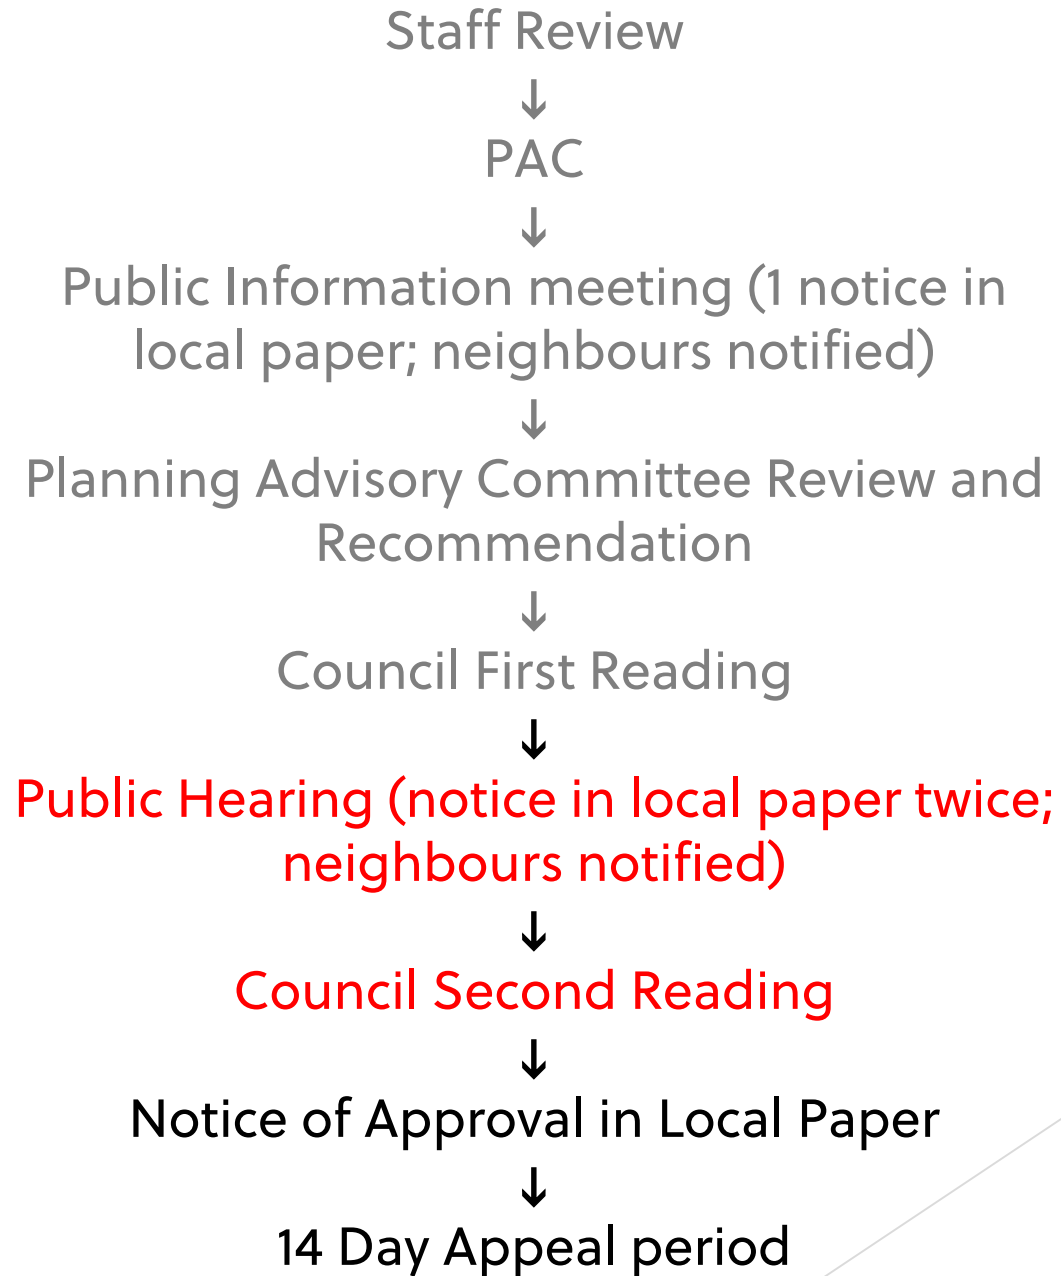 Staff Review
↓
PAC
↓
Public Information meeting (1 notice in
local paper; neighbours notified)
↓
Planning Advisory Committee Review and
Recommendation
↓
Council First Reading
↓
Public Hearing (notice in local paper twice;
neighbours notified)
↓
Council Second Reading
↓
Notice of Approval in Local Paper
↓
14 Day Appeal period